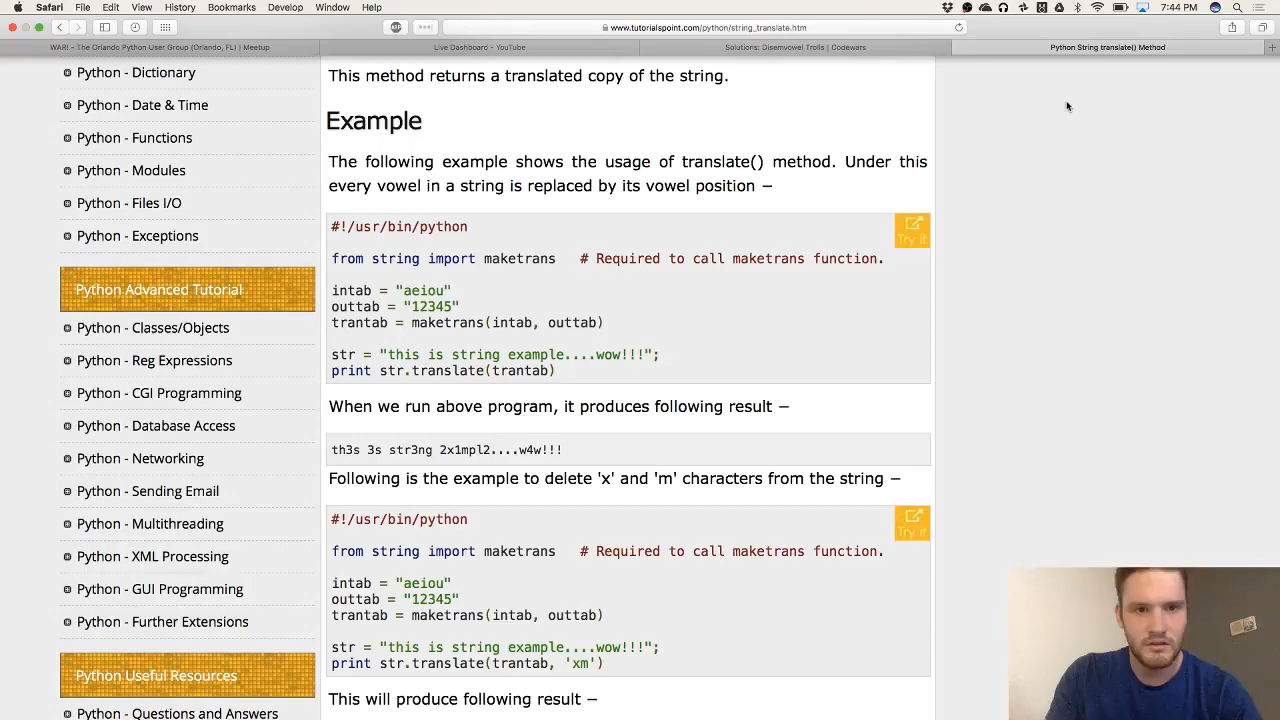 Safari File Edit View History Bookmarks Develop Window Help 7:44 PM
www.tutorialspoint.com/python/string_translate.htm
WAR! — The Orlando Python User Group (Orlando, FL) | Meetup
Live Dashboard - YouTube
Solutions: Disemvowel Trolls | Codewars
Python String translate() Method
Python - Dictionary
Python - Date & Time
Python - Functions
Python - Modules
Python - Files I/O
Python - Exceptions
Python Advanced Tutorial
Python - Classes/Objects
Python - Reg Expressions
Python - CGI Programming
Python - Database Access
Python - Networking
Python - Sending Email
Python - Multithreading
Python - XML Processing
Python - GUI Programming
Python - Further Extensions
Python Useful Resources
Python - Questions and Answers
This method returns a translated copy of the string.
Example
The following example shows the usage of translate() method. Under this
every vowel in a string is replaced by its vowel position −
Try it
#!/usr/bin/python
from string import maketrans   # Required to call maketrans function.
intab = "aeiou"
outtab = "12345"
trantab = maketrans(intab, outtab)
str = "this is string example....wow!!!";
print str.translate(trantab)
When we run above program, it produces following result −
th3s 3s str3ng 2x1mpl2....w4w!!!
Following is the example to delete 'x' and 'm' characters from the string −
Try it
#!/usr/bin/python
from string import maketrans   # Required to call maketrans function.
intab = "aeiou"
outtab = "12345"
trantab = maketrans(intab, outtab)
str = "this is string example....wow!!!";
print str.translate(trantab, 'xm')
This will produce following result −